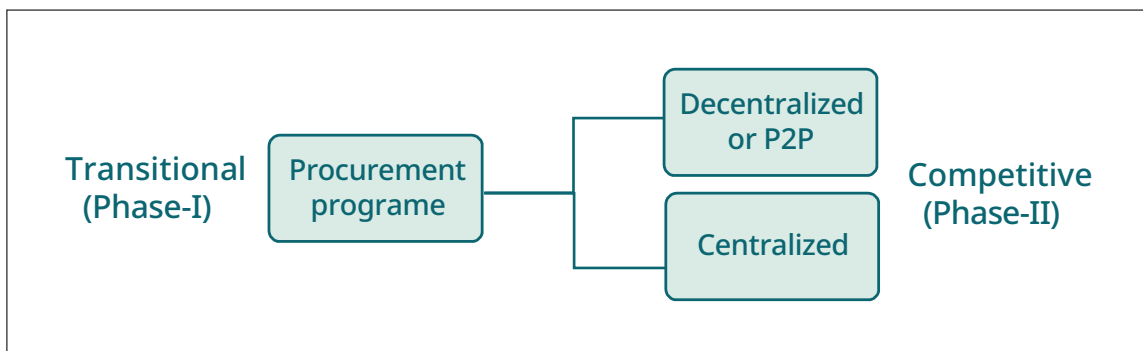 Transitional
(Phase-I)
Procurement
programe
Decentralized
or P2P
Centralized
Competitive
(Phase-II)